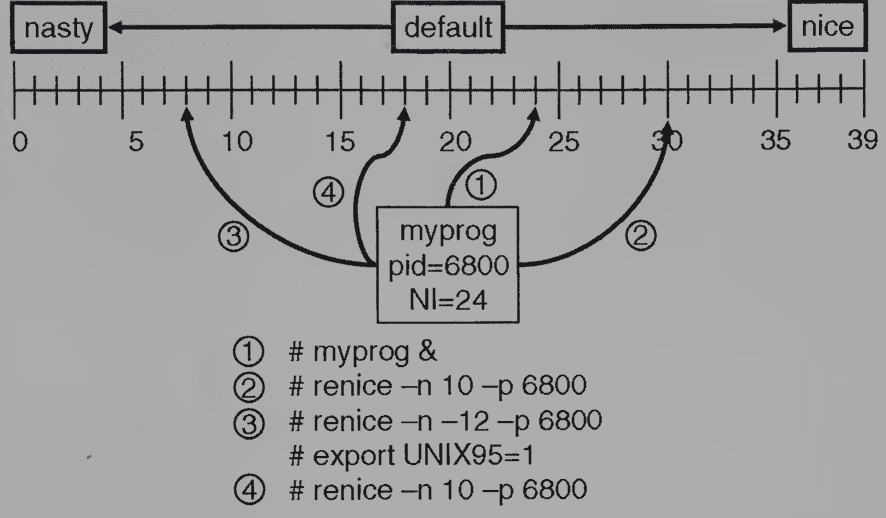 nasty default nice
0 5 10 15 20 25 30 35 39
④ ①
③ ②
myprog
pid=6800
NI=24
① # myprog &
② # renice –n 10 –p 6800
③ # renice –n –12 –p 6800
# export UNIX95=1
④ # renice –n 10 –p 6800